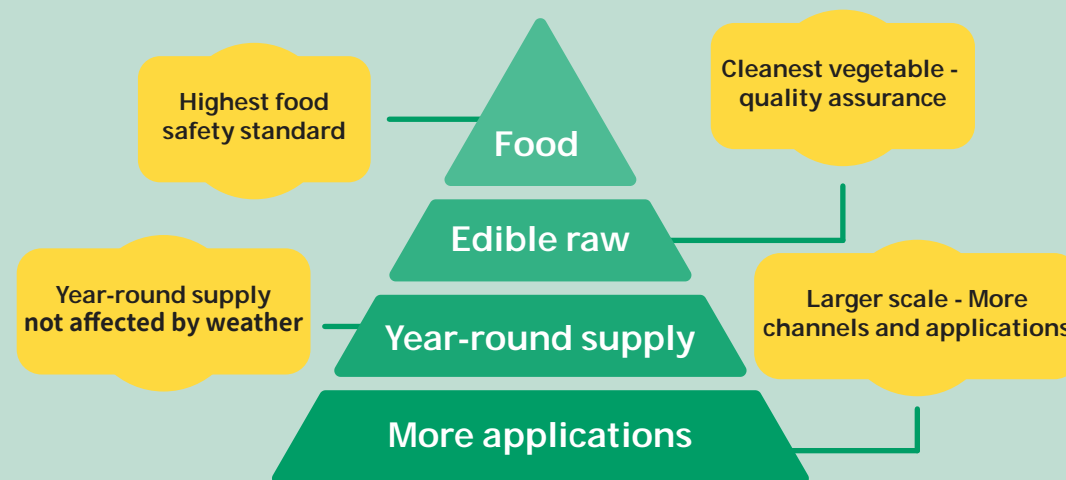 Highest food
safety standard
Cleanest vegetable -
quality assurance
Food
Edible raw
Year-round supply
not affected by weather
Year-round supply
Larger scale - More
channels and applications
More applications